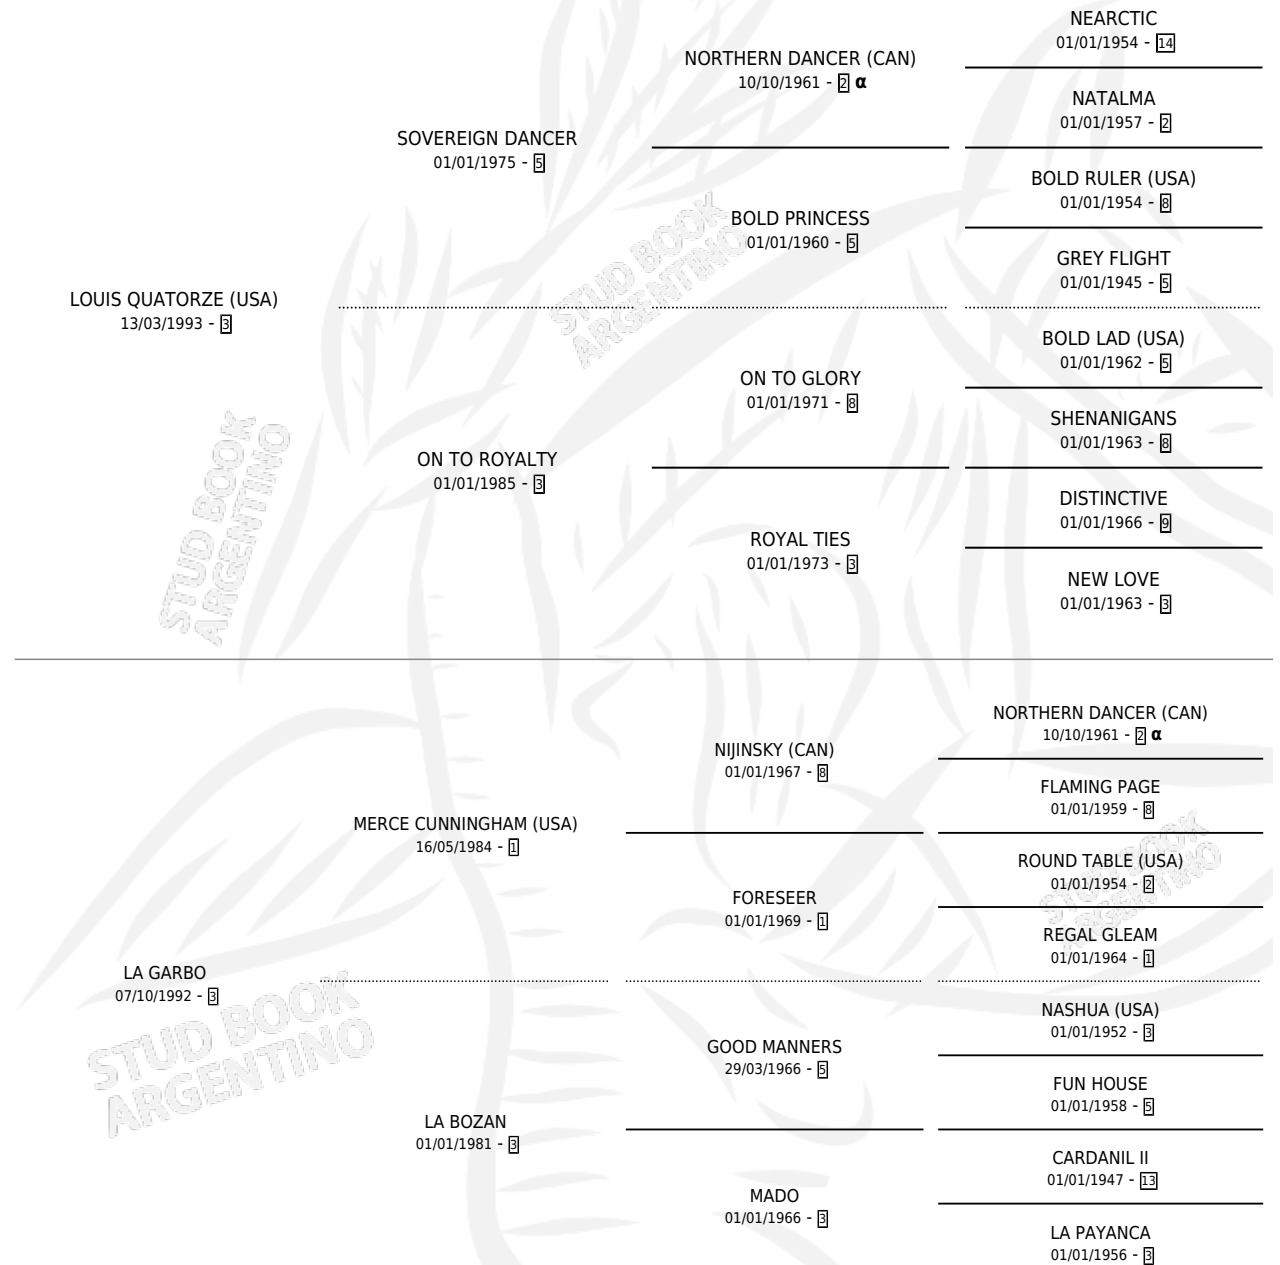 NEARCTIC
01/01/1954 - 14
NORTHERN DANCER (CAN)
10/10/1961 - 2 α
NATALMA
01/01/1957 - 2
SOVEREIGN DANCER
01/01/1975 - 5
BOLD RULER (USA)
01/01/1954 - 8
BOLD PRINCESS
01/01/1960 - 5
GREY FLIGHT
01/01/1945 - 5
LOUIS QUATORZE (USA)
13/03/1993 - 3
BOLD LAD (USA)
01/01/1962 - 5
ON TO GLORY
01/01/1971 - 8
SHENANIGANS
01/01/1963 - 8
ON TO ROYALTY
01/01/1985 - 3
DISTINCTIVE
01/01/1966 - 9
ROYAL TIES
01/01/1973 - 3
NEW LOVE
01/01/1963 - 3
NORTHERN DANCER (CAN)
10/10/1961 - 2 α
NIJINSKY (CAN)
01/01/1967 - 8
FLAMING PAGE
01/01/1959 - 8
MERCE CUNNINGHAM (USA)
16/05/1984 - 1
ROUND TABLE (USA)
01/01/1954 - 2
FORESEER
01/01/1969 - 1
REGAL GLEAM
01/01/1964 - 1
LA GARBO
07/10/1992 - 3
NASHUA (USA)
01/01/1952 - 3
GOOD MANNERS
29/03/1966 - 5
FUN HOUSE
01/01/1958 - 5
LA BOZAN
01/01/1981 - 3
CARDANIL II
01/01/1947 - 13
MADO
01/01/1966 - 3
LA PAYANCA
01/01/1956 - 3
STUD BOOK
ARGENTINO
STUD BOOK
ARGENTINO
STUD BOOK
ARGENTINO
STUD BOOK
ARGENTINO